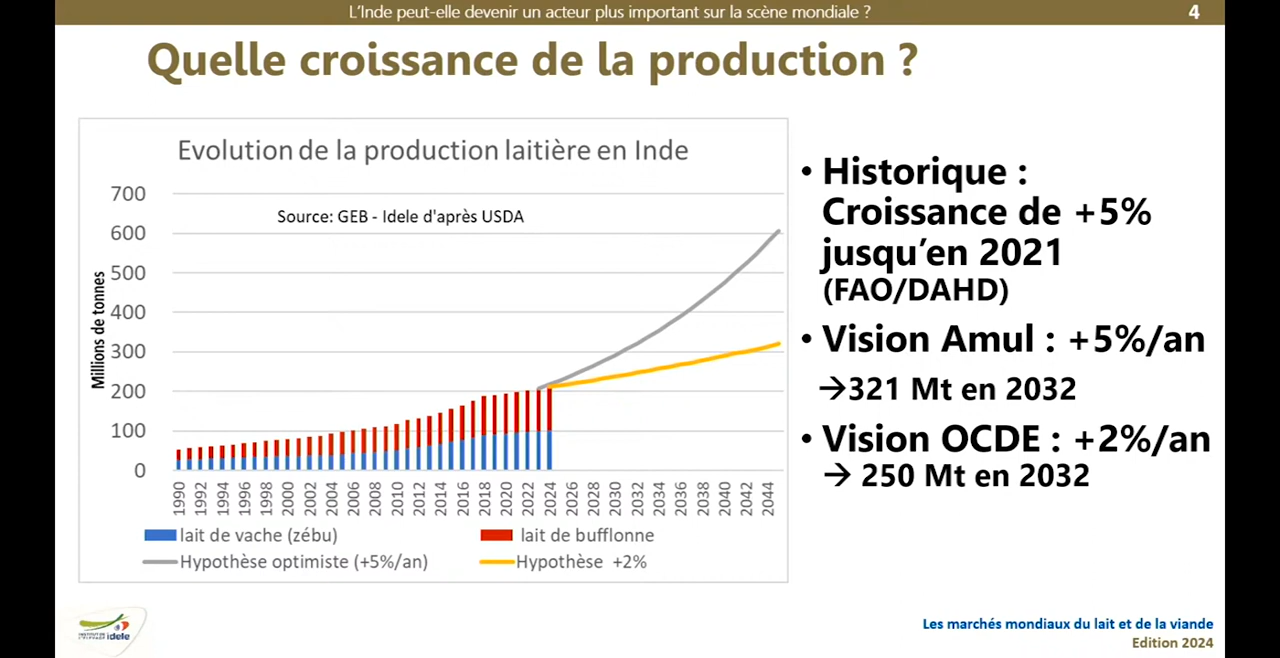 L'Inde peut-elle devenir un acteur plus important sur la scène mondiale ?
4
Quelle croissance de la production ?
Evolution de la production laitière en Inde
Source: GEB - Idele d'après USDA
Millions de tonnes
700
600
500
400
300
200
100
0
1990 1992 1994 1996 1998 2000 2002 2004 2006 2008 2010 2012 2014 2016 2018 2020 2022 2024 2026 2028 2030 2032 2034 2036 2038 2040 2042 2044
lait de vache (zébu) lait de bufflonne
Hypothèse optimiste (+5%/an) Hypothèse +2%
• Historique :
Croissance de +5%
jusqu'en 2021
(FAO/DAHD)
• Vision Amul : +5%/an
→321 Mt en 2032
• Vision OCDE : +2%/an
→ 250 Mt en 2032
INSTITUT DE
L'ELEVAGE idele
Les marchés mondiaux du lait et de la viande
Edition 2024